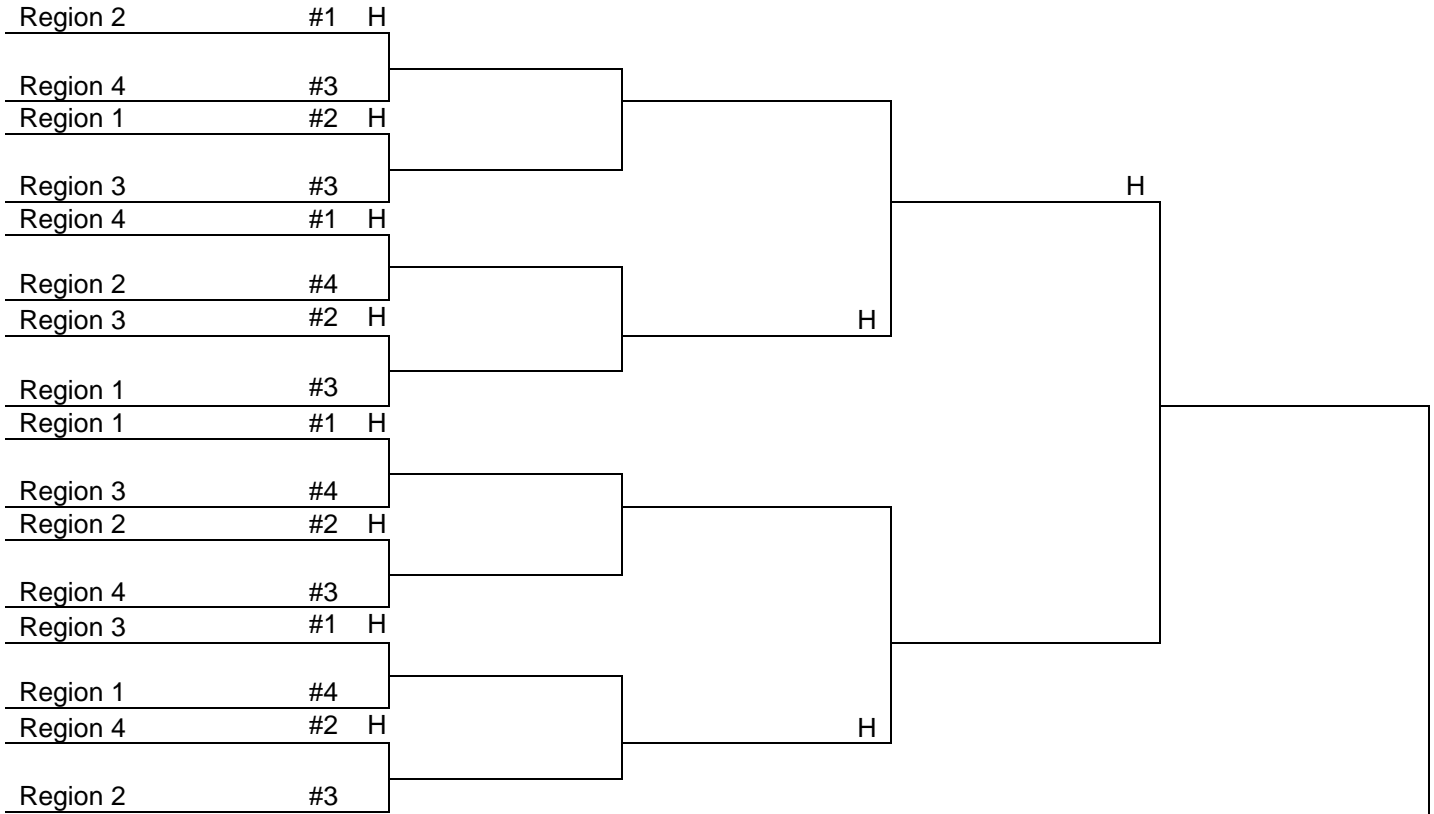 Region 2 #1 H
Region 4 #3
Region 1 #2 H
Region 3 #3
H
Region 4 #1 H
Region 2 #4
Region 3 #2 H
H
Region 1 #3
Region 1 #1 H
Region 3 #4
Region 2 #2 H
Region 4 #3
Region 3 #1 H
Region 1 #4
Region 4 #2 H
H
Region 2 #3